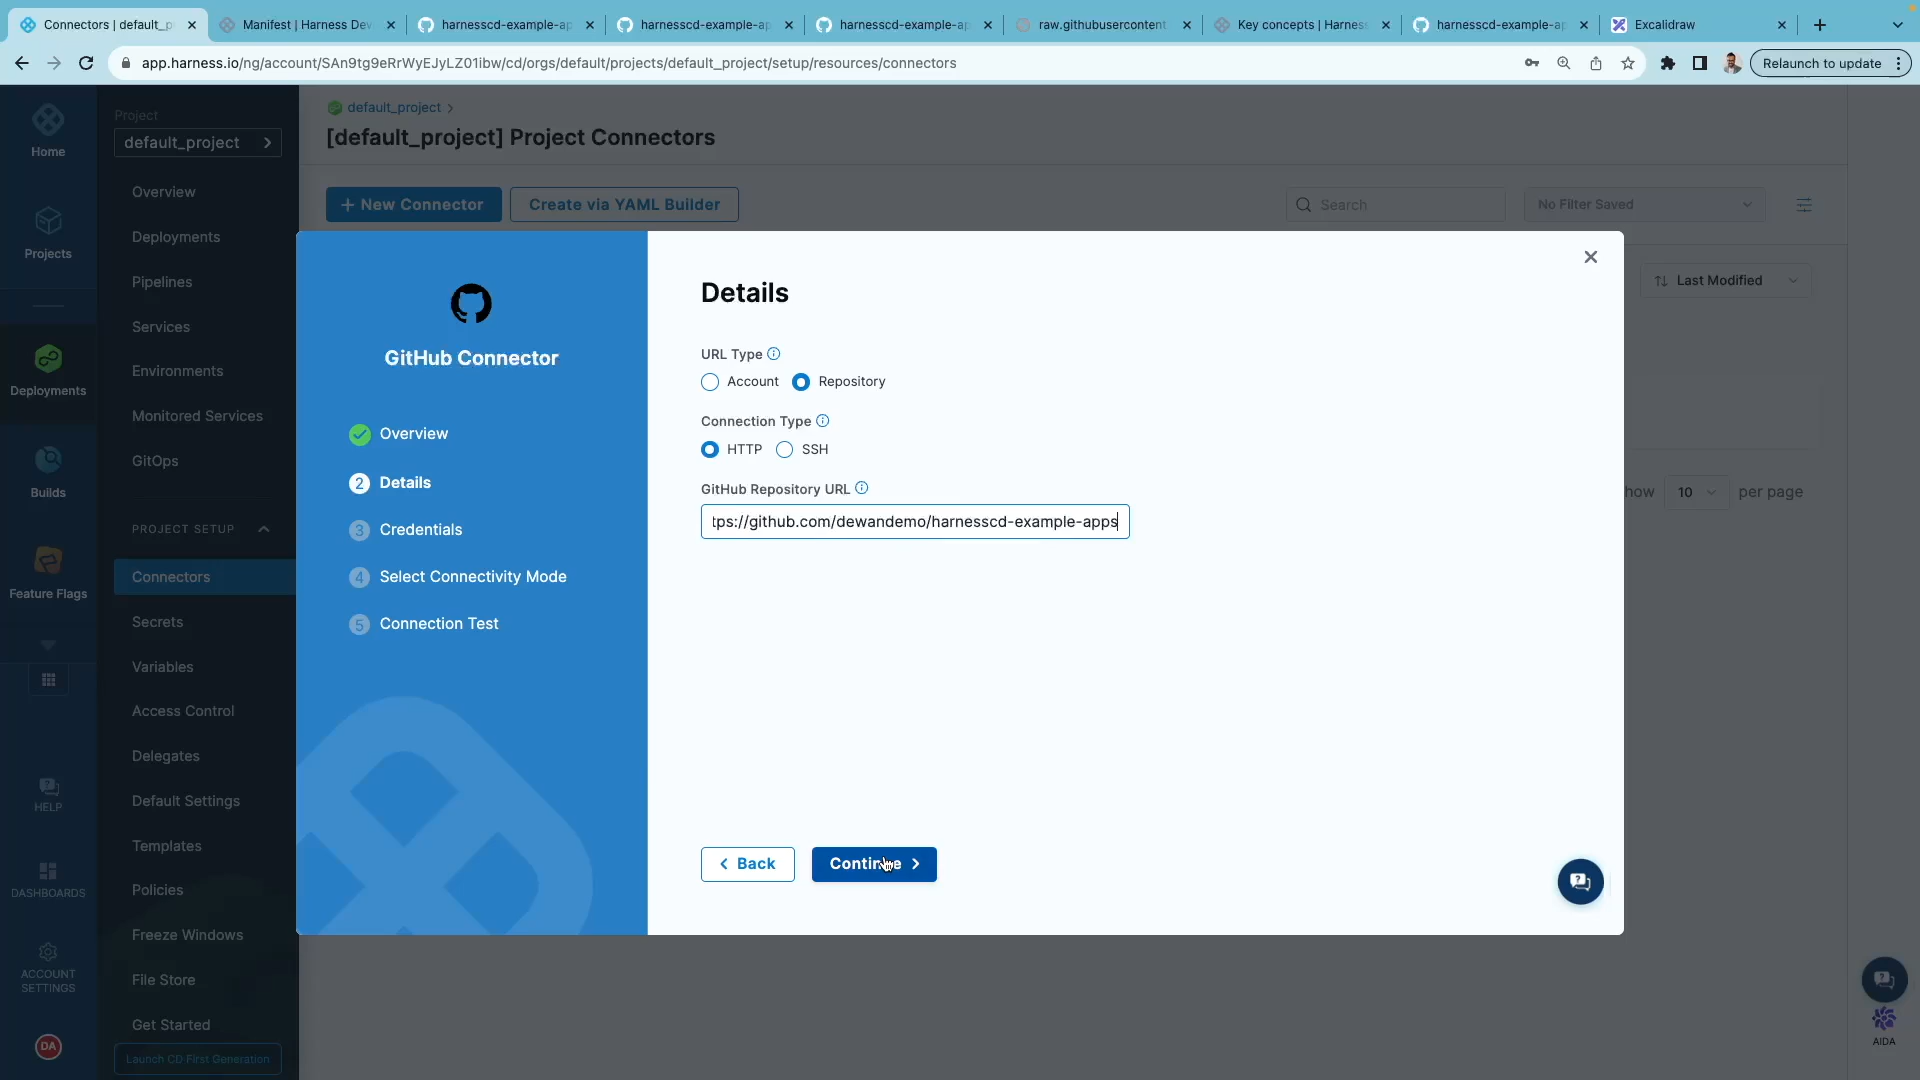 Connectors | default_p
Manifest | Harness Dev
harnesscd-example-ap
harnesscd-example-ap
harnesscd-example-ap
raw.githubusercontent
Key concepts | Harness
harnesscd-example-ap
Excalidraw
app.harness.io/ng/account/SAn9tg9eRrWyEJyLZ01ibw/cd/orgs/default/projects/default_project/setup/resources/connectors
Relaunch to update
Home
Projects
Deployments
Builds
Feature Flags
HELP
DASHBOARDS
ACCOUNT
SETTINGS
DA
Project
default_project
Overview
Deployments
Pipelines
Services
Environments
Monitored Services
GitOps
PROJECT SETUP
Connectors
Secrets
Variables
Access Control
Delegates
Default Settings
Templates
Policies
Freeze Windows
File Store
Get Started
Launch CD First Generation
default_project
[default_project] Project Connectors
+ New Connector
Create via YAML Builder
Search
No Filter Saved
Last Modified
how 10 per page
GitHub Connector
Overview
2 Details
3 Credentials
4 Select Connectivity Mode
5 Connection Test
Details
URL Type
Account Repository
Connection Type
HTTP SSH
GitHub Repository URL
tps://github.com/dewandemo/harnesscd-example-apps
Back
Continue
AIDA